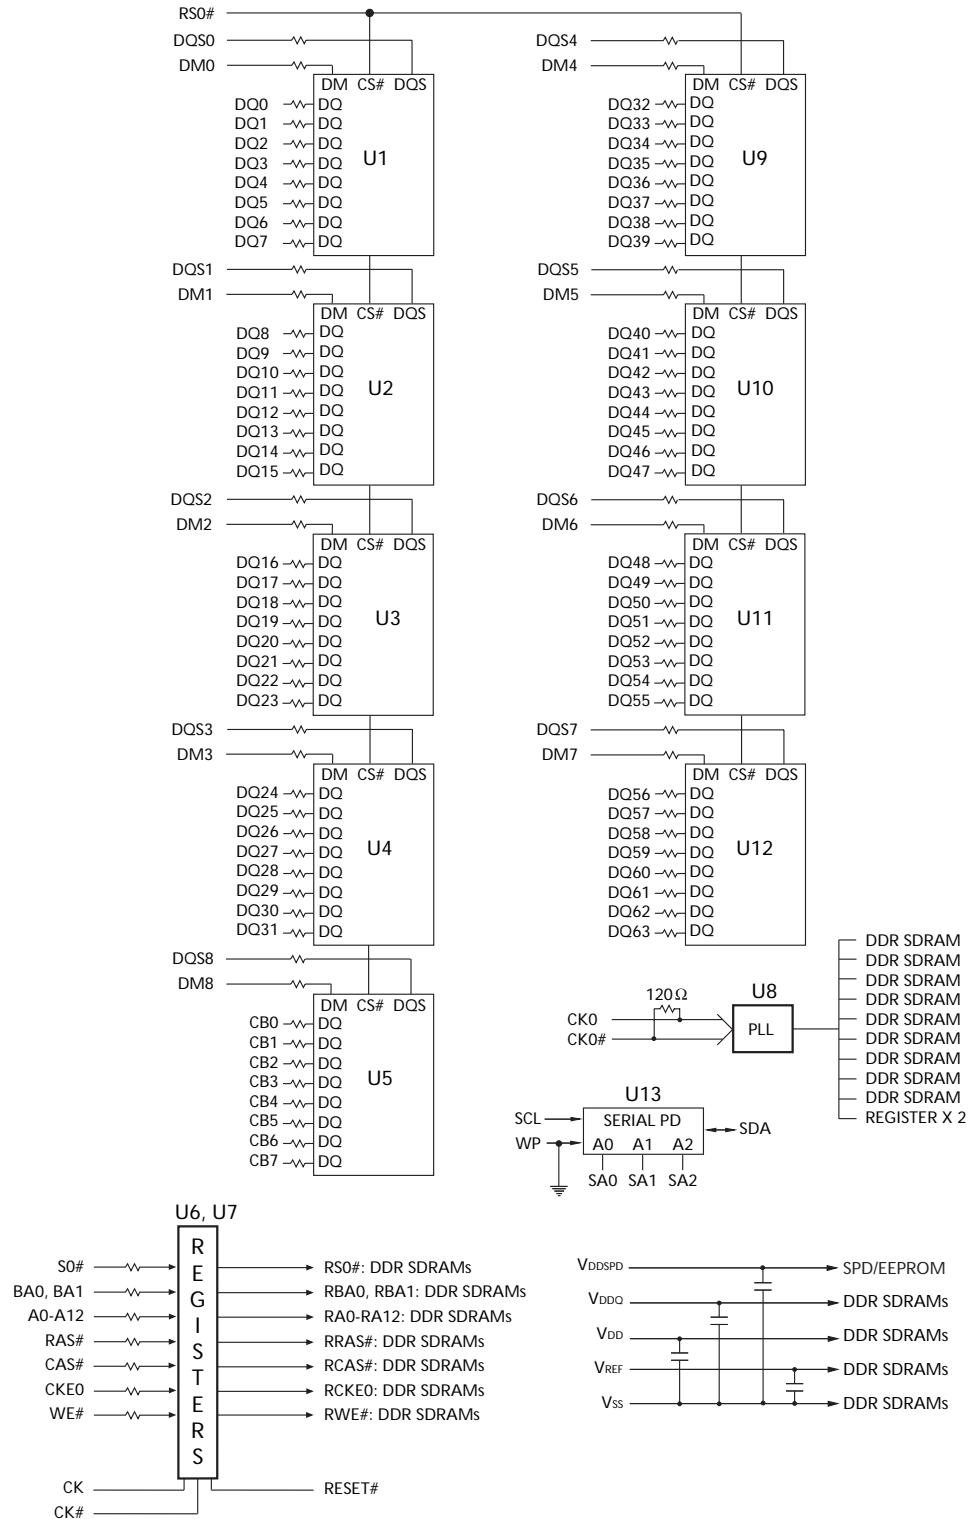 RS0#
DQS0
DM0
DM CS# DQS
DQ0 DQ
DQ1 DQ
DQ2 DQ
DQ3 DQ
DQ4 DQ
DQ5 DQ
DQ6 DQ
DQ7 DQ
U1
DQS1
DM1
DM CS# DQS
DQ8 DQ
DQ9 DQ
DQ10 DQ
DQ11 DQ
DQ12 DQ
DQ13 DQ
DQ14 DQ
DQ15 DQ
U2
DQS2
DM2
DM CS# DQS
DQ16 DQ
DQ17 DQ
DQ18 DQ
DQ19 DQ
DQ20 DQ
DQ21 DQ
DQ22 DQ
DQ23 DQ
U3
DQS3
DM3
DM CS# DQS
DQ24 DQ
DQ25 DQ
DQ26 DQ
DQ27 DQ
DQ28 DQ
DQ29 DQ
DQ30 DQ
DQ31 DQ
U4
DQS8
DM8
DM CS# DQS
CB0 DQ
CB1 DQ
CB2 DQ
CB3 DQ
CB4 DQ
CB5 DQ
CB6 DQ
CB7 DQ
U5
DQS4
DM4
DM CS# DQS
DQ32 DQ
DQ33 DQ
DQ34 DQ
DQ35 DQ
DQ36 DQ
DQ37 DQ
DQ38 DQ
DQ39 DQ
U9
DQS5
DM5
DM CS# DQS
DQ40 DQ
DQ41 DQ
DQ42 DQ
DQ43 DQ
DQ44 DQ
DQ45 DQ
DQ46 DQ
DQ47 DQ
U10
DQS6
DM6
DM CS# DQS
DQ48 DQ
DQ49 DQ
DQ50 DQ
DQ51 DQ
DQ52 DQ
DQ53 DQ
DQ54 DQ
DQ55 DQ
U11
DQS7
DM7
DM CS# DQS
DQ56 DQ
DQ57 DQ
DQ58 DQ
DQ59 DQ
DQ60 DQ
DQ61 DQ
DQ62 DQ
DQ63 DQ
U12
120Ω
CK0
CK0#
U8
PLL
DDR SDRAM
DDR SDRAM
DDR SDRAM
DDR SDRAM
DDR SDRAM
DDR SDRAM
DDR SDRAM
DDR SDRAM
DDR SDRAM
REGISTER X 2
U13
SCL
SERIAL PD
SDA
WP
A0 A1 A2
SA0 SA1 SA2
U6, U7
REGISTERS
S0#
BA0, BA1
A0-A12
RAS#
CAS#
CKE0
WE#
CK
CK#
RS0#: DDR SDRAMs
RBA0, RBA1: DDR SDRAMs
RA0-RA12: DDR SDRAMs
RRAS#: DDR SDRAMs
RCAS#: DDR SDRAMs
RCKE0: DDR SDRAMs
RWE#: DDR SDRAMs
RESET#
VDDSPD SPD/EEPROM
VDDQ DDR SDRAMs
VDD DDR SDRAMs
VREF DDR SDRAMs
VSS DDR SDRAMs